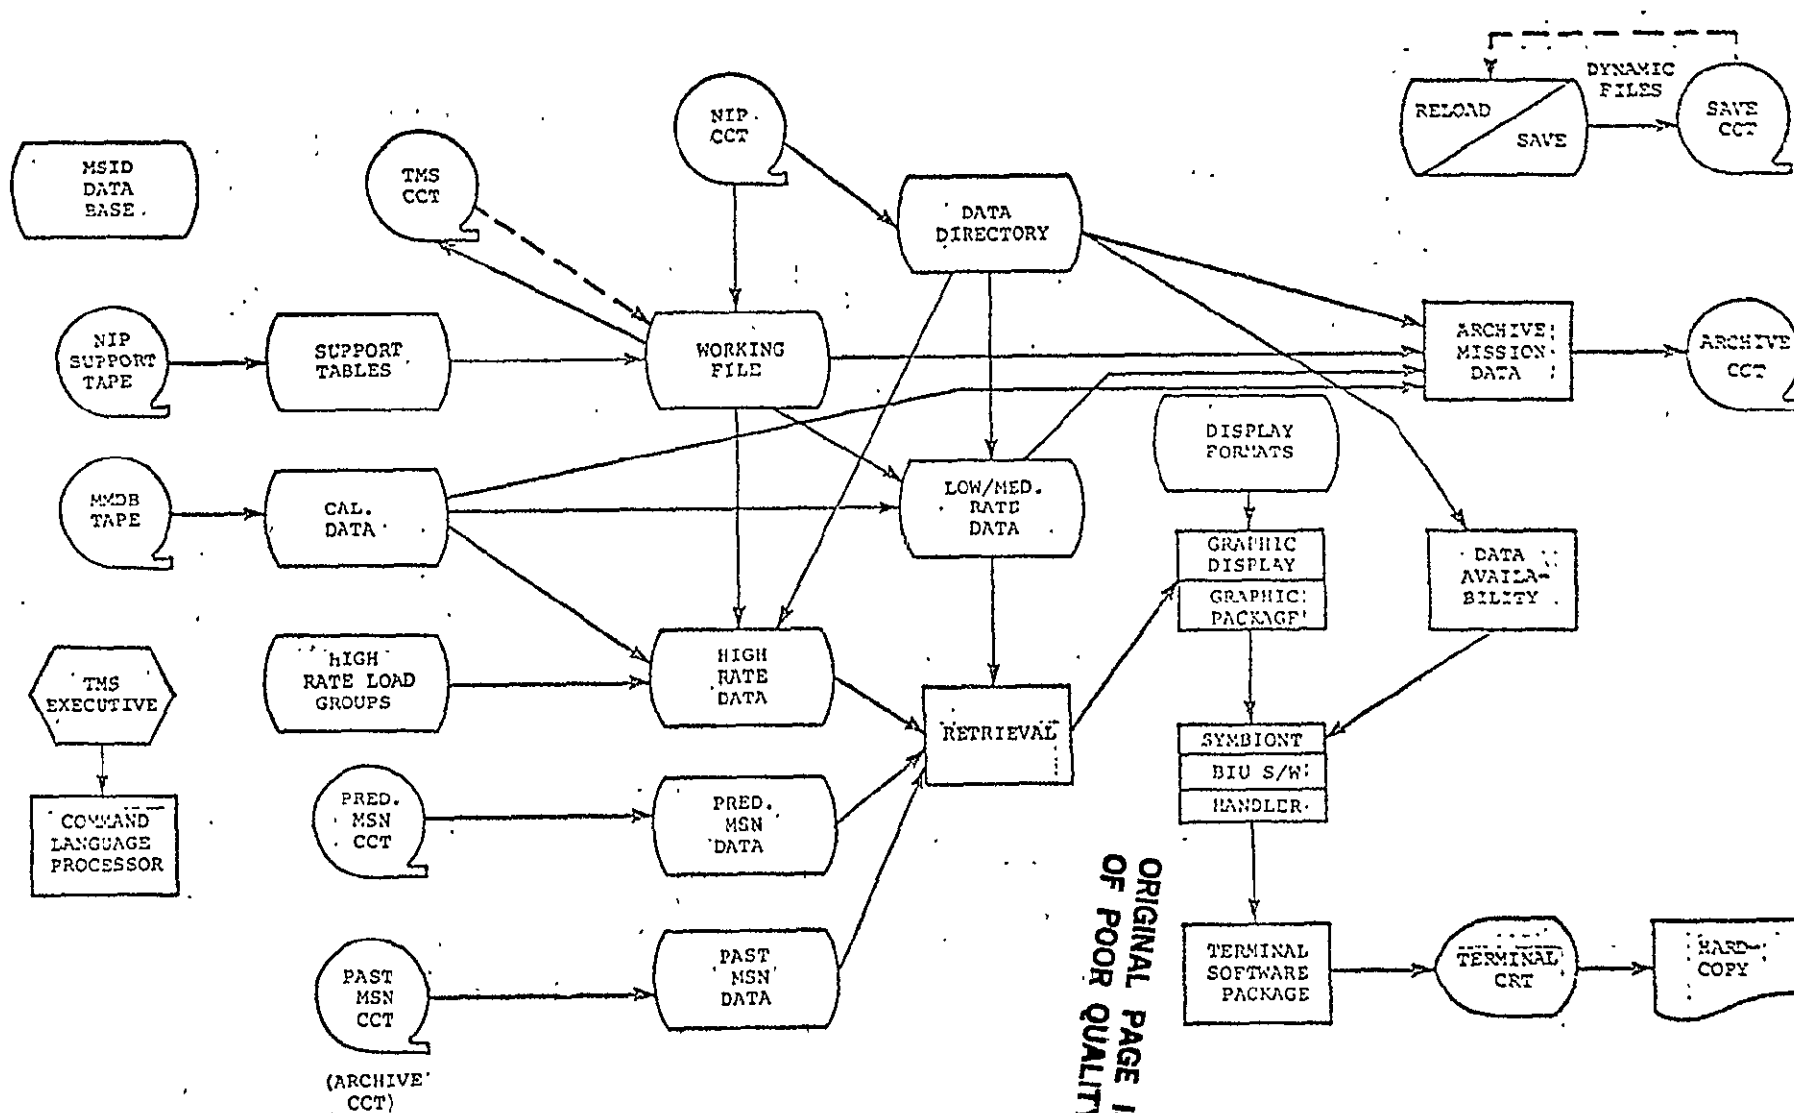 DYNAMIC
FILES
RELOAD
SAVE
SAVE
CCT
NIP
CCT
TMS
CCT
MSID
DATA
BASE
DATA
DIRECTORY
NIP
SUPPORT
TAPE
SUPPORT
TABLES
WORKING
FILE
ARCHIVE
MISSION
DATA
ARCHIVE
CCT
DISPLAY
FORMATS
MMDB
TAPE
CAL.
DATA
LOW/MED.
RATE
DATA
GRAPHIC
DISPLAY
GRAPHIC
PACKAGE
DATA
AVAILA-
BILITY
TMS
EXECUTIVE
HIGH
RATE LOAD
GROUPS
HIGH
RATE
DATA
RETRIEVAL
SYMBIONT
BIU S/W
HANDLER
COMMAND
LANGUAGE
PROCESSOR
PRED.
MSN
CCT
PRED.
MSN
DATA
PAST
MSN
CCT
(ARCHIVE
CCT)
PAST
MSN
DATA
ORIGINAL PAGE I
OF POOR QUALITY
TERMINAL
SOFTWARE
PACKAGE
TERMINAL
CRT
HARD-
COPY